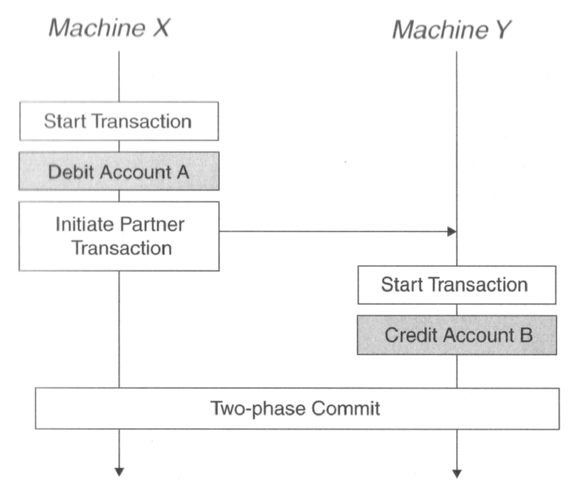 Machine X
Machine Y
Start Transaction
Debit Account A
Initiate Partner
Transaction
Start Transaction
Credit Account B
Two-phase Commit